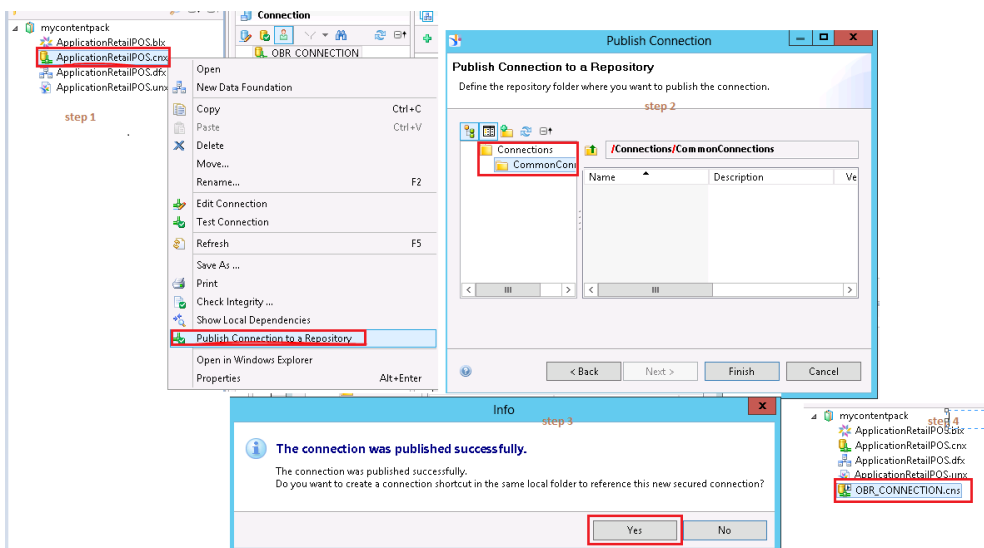 mycontentpack
ApplicationRetailPOS.blx
ApplicationRetailPOS.cnx
ApplicationRetailPOS.dfx
ApplicationRetailPOS.unx
step 1
Connection
OBR CONNECTION
Open
New Data Foundation
Copy Ctrl+C
Paste Ctrl+V
Delete
Move...
Rename... F2
Edit Connection
Test Connection
Refresh F5
Save As ...
Print
Check Integrity ...
Show Local Dependencies
Publish Connection to a Repository
Open in Windows Explorer
Properties Alt+Enter
Publish Connection
Publish Connection to a Repository
Define the repository folder where you want to publish the connection.
step 2
Connections
CommonConn
/Connections/CommonConnections
Name Description Ve
< Back Next > Finish Cancel
Info
step 3
The connection was published successfully.
The connection was published successfully.
Do you want to create a connection shortcut in the same local folder to reference this new secured connection?
Yes No
mycontentpack
step 4
ApplicationRetailPOS.blx
ApplicationRetailPOS.cnx
ApplicationRetailPOS.dfx
ApplicationRetailPOS.unx
OBR_CONNECTION.cns